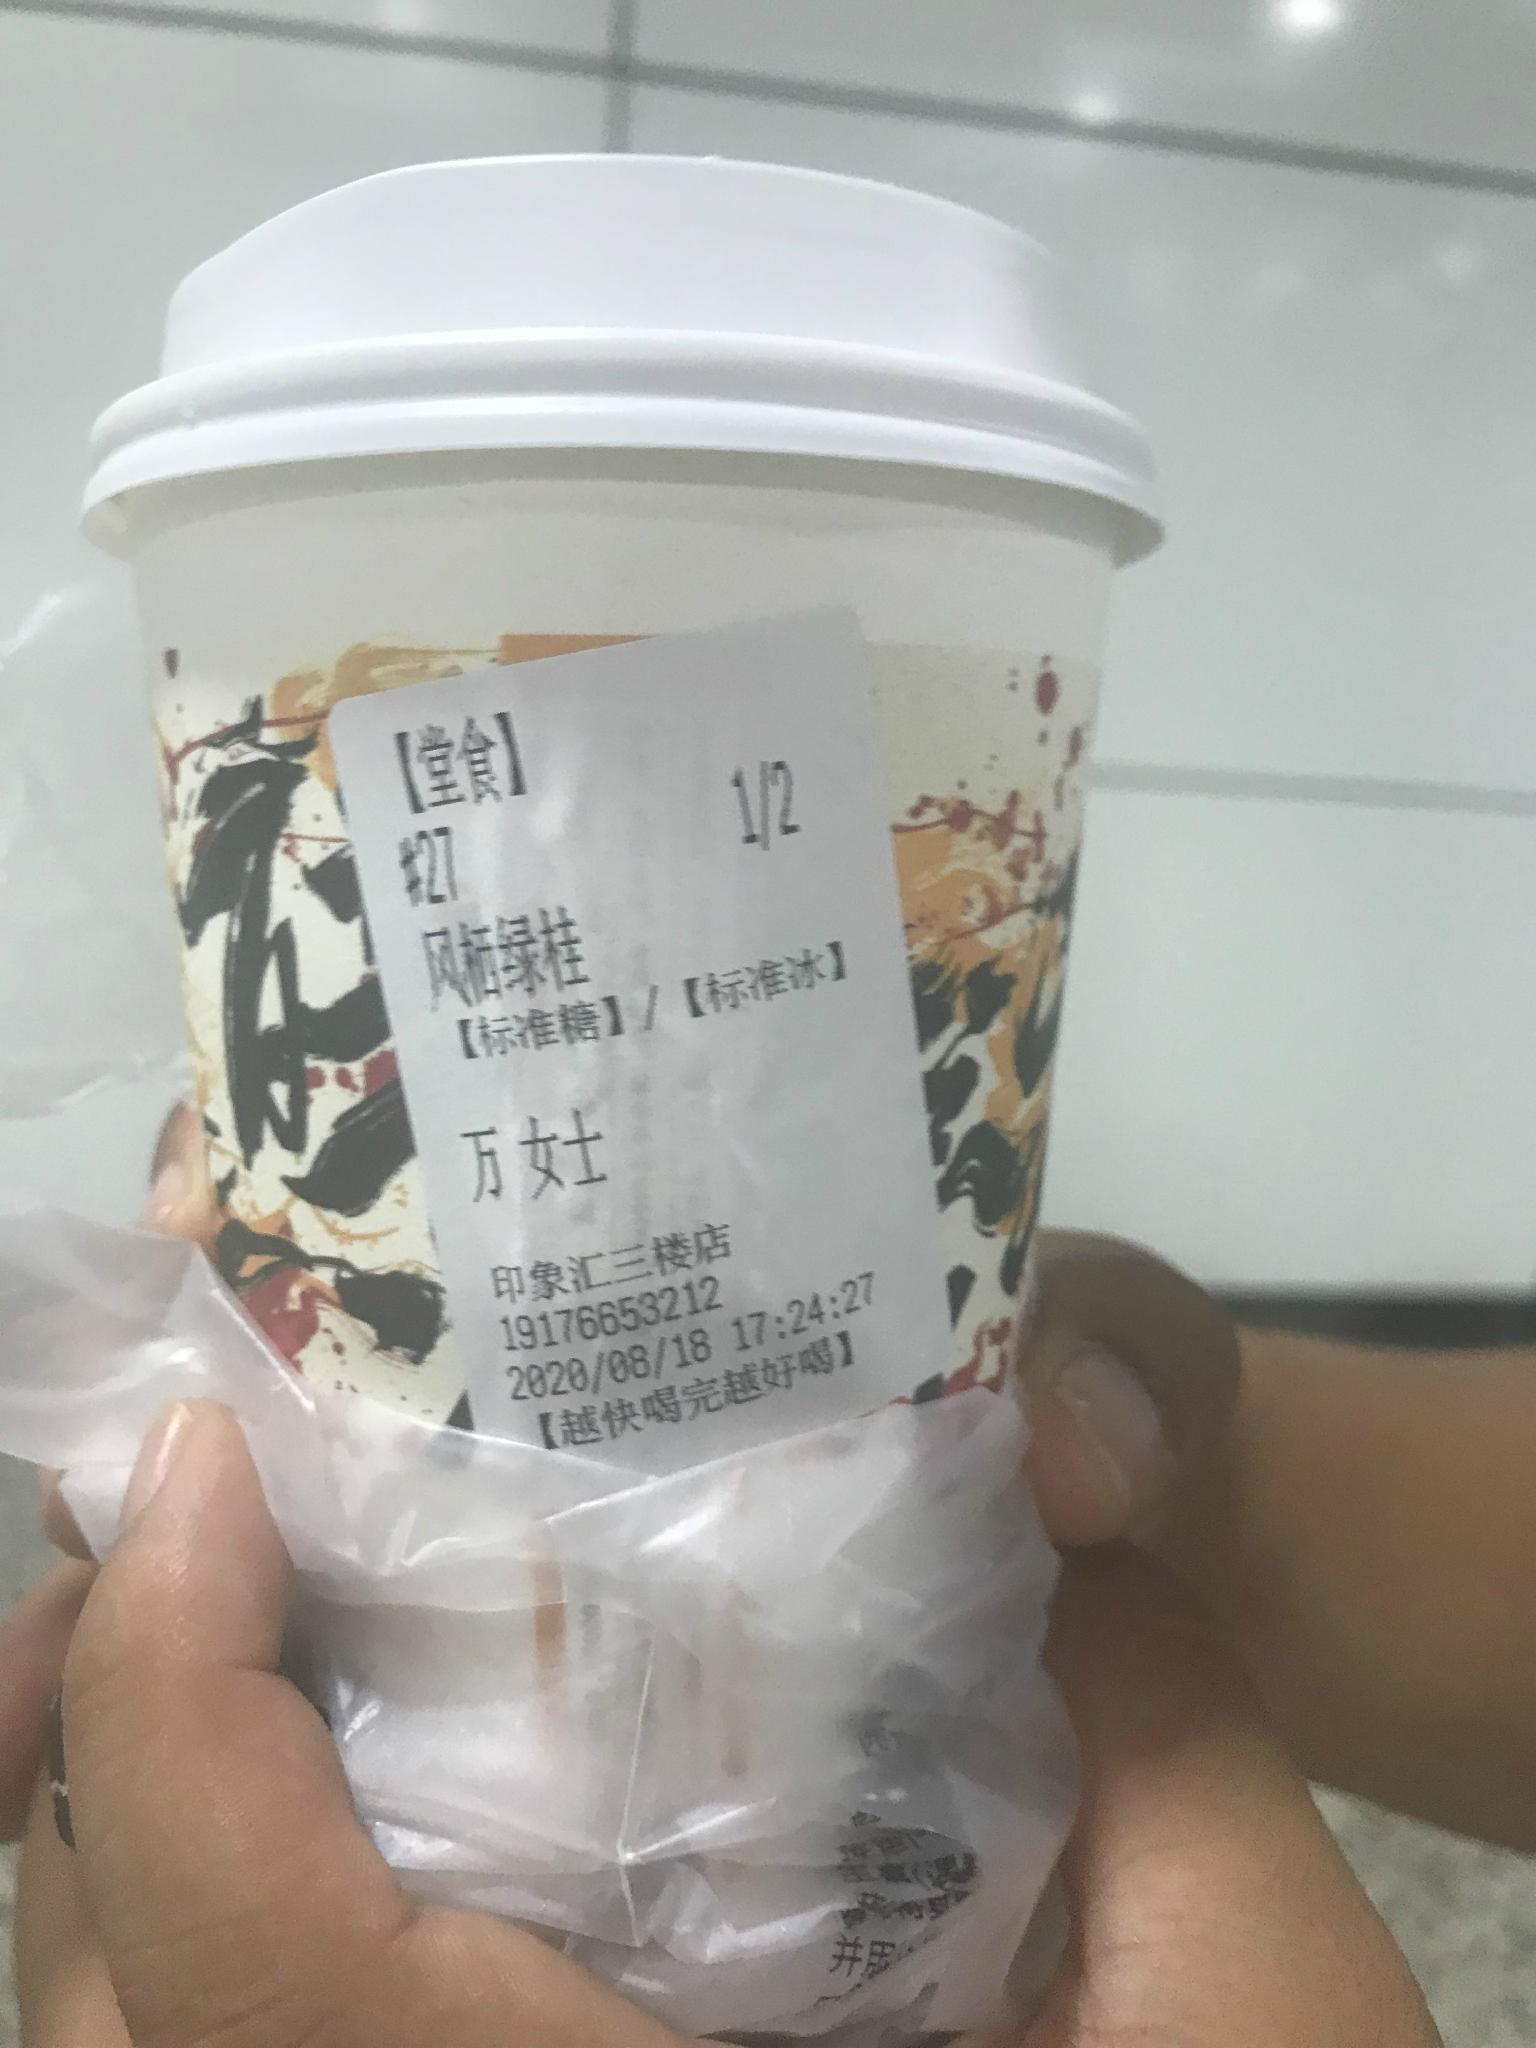 【堂食】
1/2
#27
风栖绿桂
【标准糖】/【标准冰】
万 女士
印象汇三楼店
19176653212
2020/08/18 17:24:27
【越快喝完越好喝】
并用